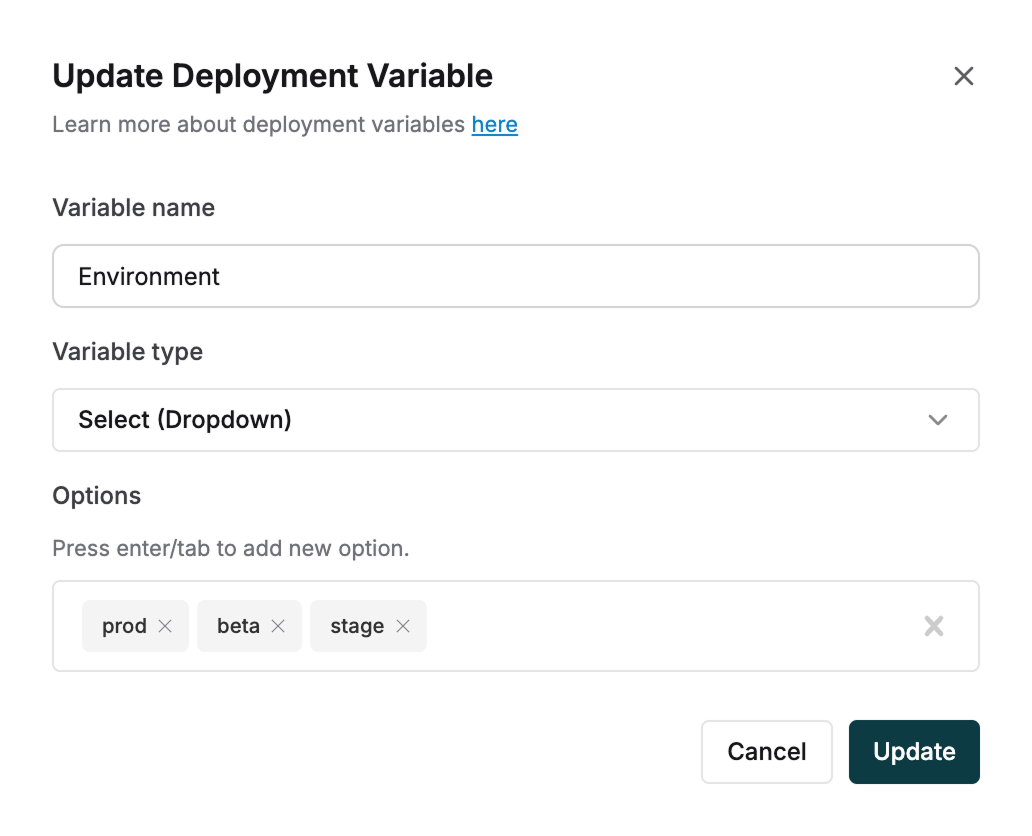 Update Deployment Variable
Learn more about deployment variables here
Variable name
Environment
Variable type
Select (Dropdown)
Options
Press enter/tab to add new option.
prod beta stage
Cancel Update